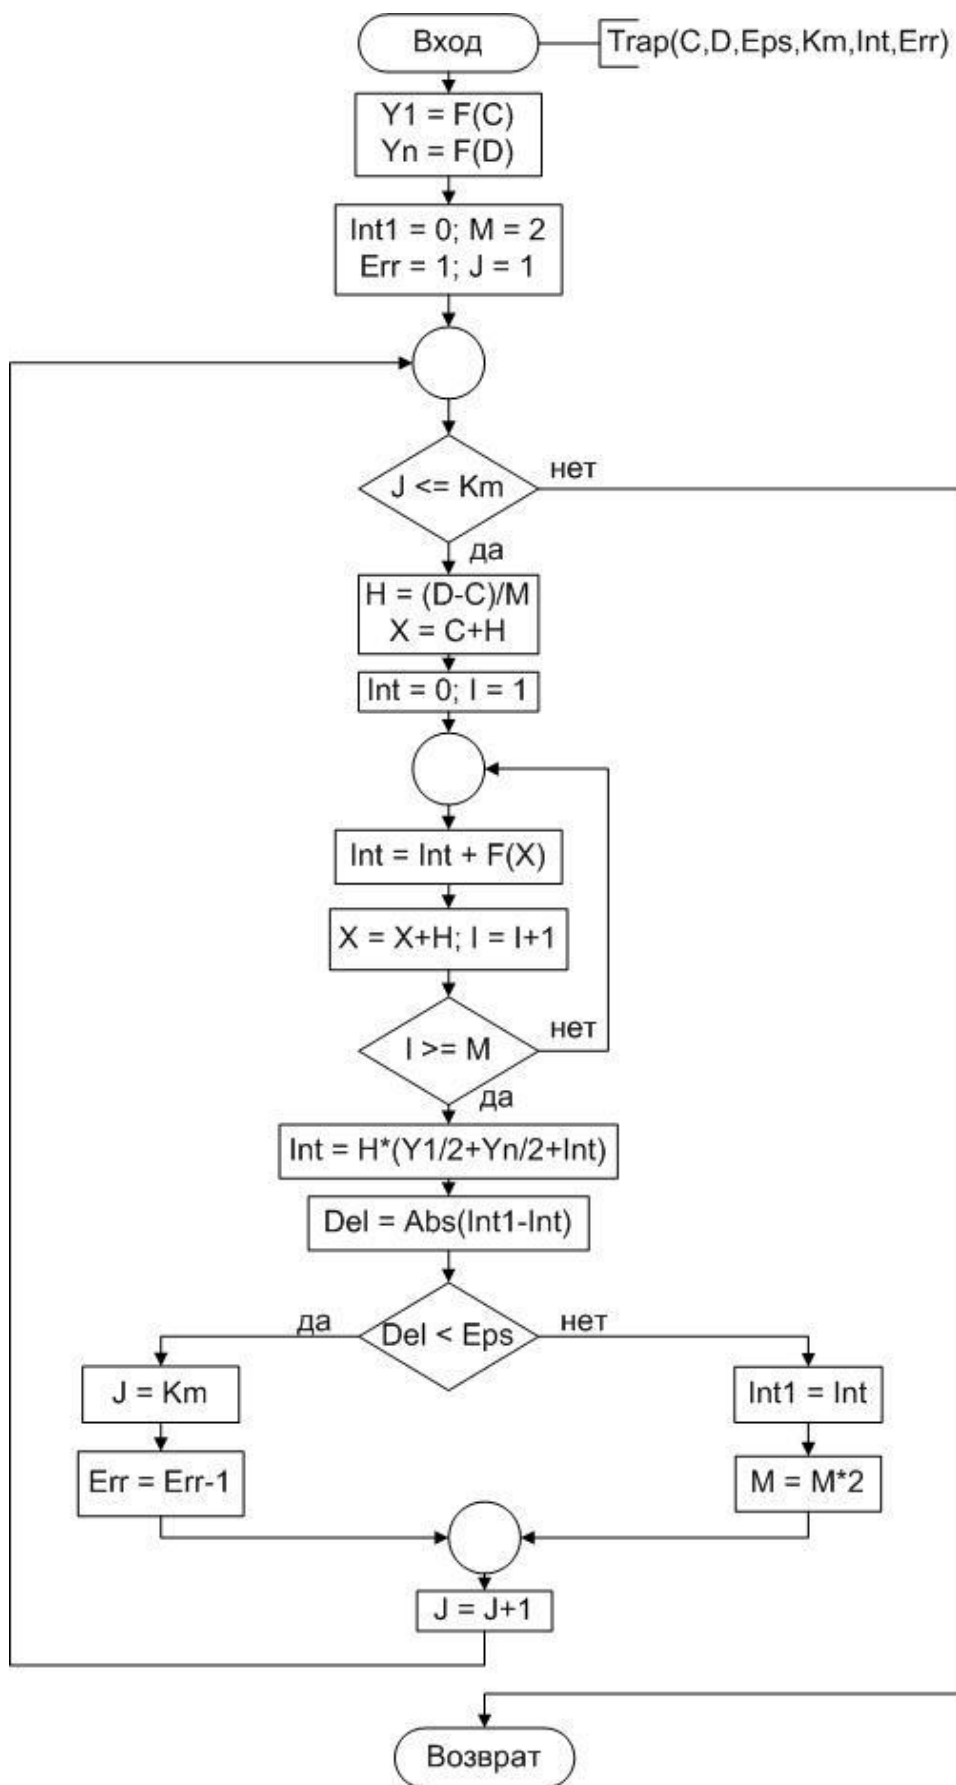 Вход
Trap(C,D,Eps,Km,Int,Err)
Y1 = F(C)
Yn = F(D)
Int1 = 0; M = 2
Err = 1; J = 1
J <= Km
нет
да
H = (D-C)/M
X = C+H
Int = 0; I = 1
Int = Int + F(X)
X = X+H; I = I+1
I >= M
нет
да
Int = H*(Y1/2+Yn/2+Int)
Del = Abs(Int1-Int)
да
Del < Eps
нет
J = Km
Int1 = Int
Err = Err-1
M = M*2
J = J+1
Возврат